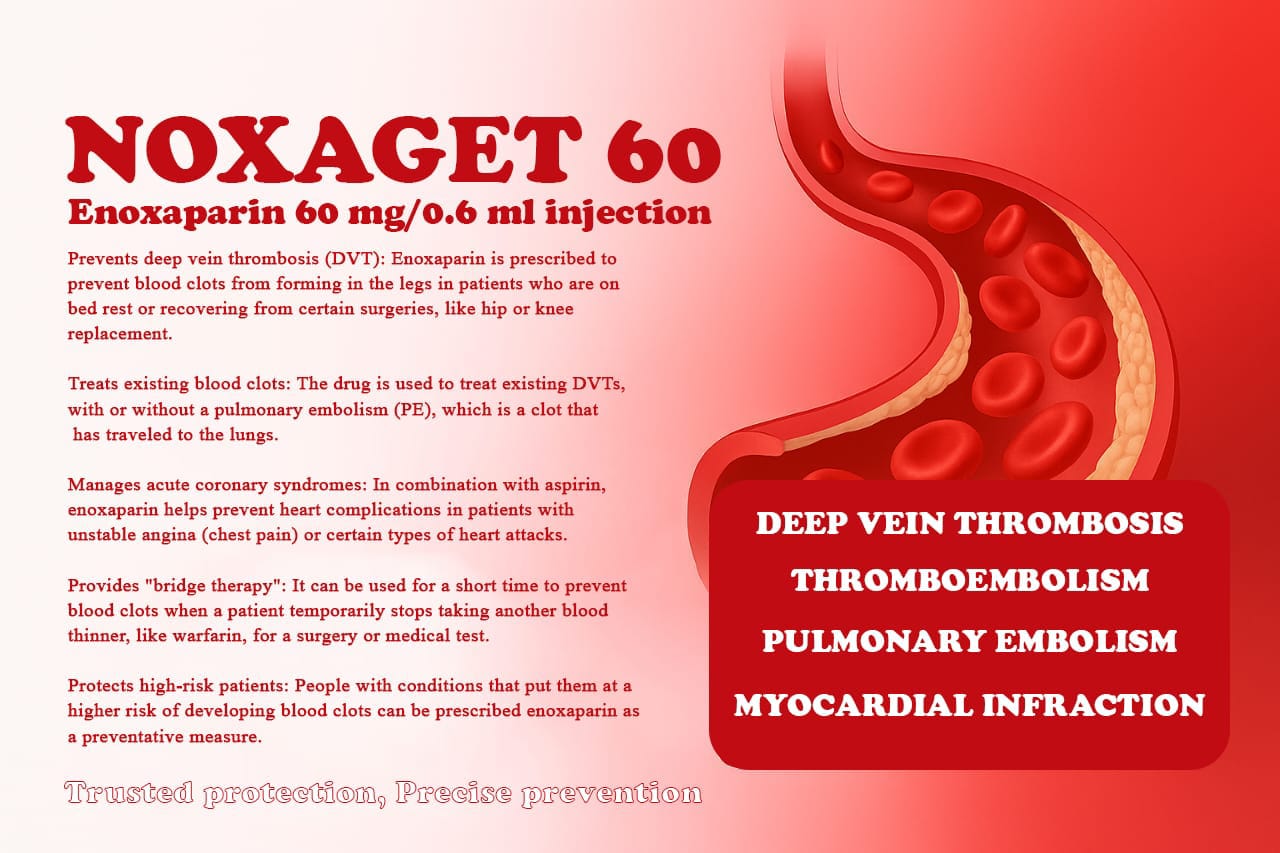 NOXAGET 60
Enoxaparin 60 mg/0.6 ml injection
Prevents deep vein thrombosis (DVT): Enoxaparin is prescribed to
prevent blood clots from forming in the legs in patients who are on
bed rest or recovering from certain surgeries, like hip or knee
replacement.
Treats existing blood clots: The drug is used to treat existing DVTs,
with or without a pulmonary embolism (PE), which is a clot that
has traveled to the lungs.
Manages acute coronary syndromes: In combination with aspirin,
enoxaparin helps prevent heart complications in patients with
unstable angina (chest pain) or certain types of heart attacks.
Provides "bridge therapy": It can be used for a short time to prevent
blood clots when a patient temporarily stops taking another blood
thinner, like warfarin, for a surgery or medical test.
Protects high-risk patients: People with conditions that put them at a
higher risk of developing blood clots can be prescribed enoxaparin as
a preventative measure.
Trusted protection, Precise prevention
DEEP VEIN THROMBOSIS
THROMBOEMBOLISM
PULMONARY EMBOLISM
MYOCARDIAL INFRACTION